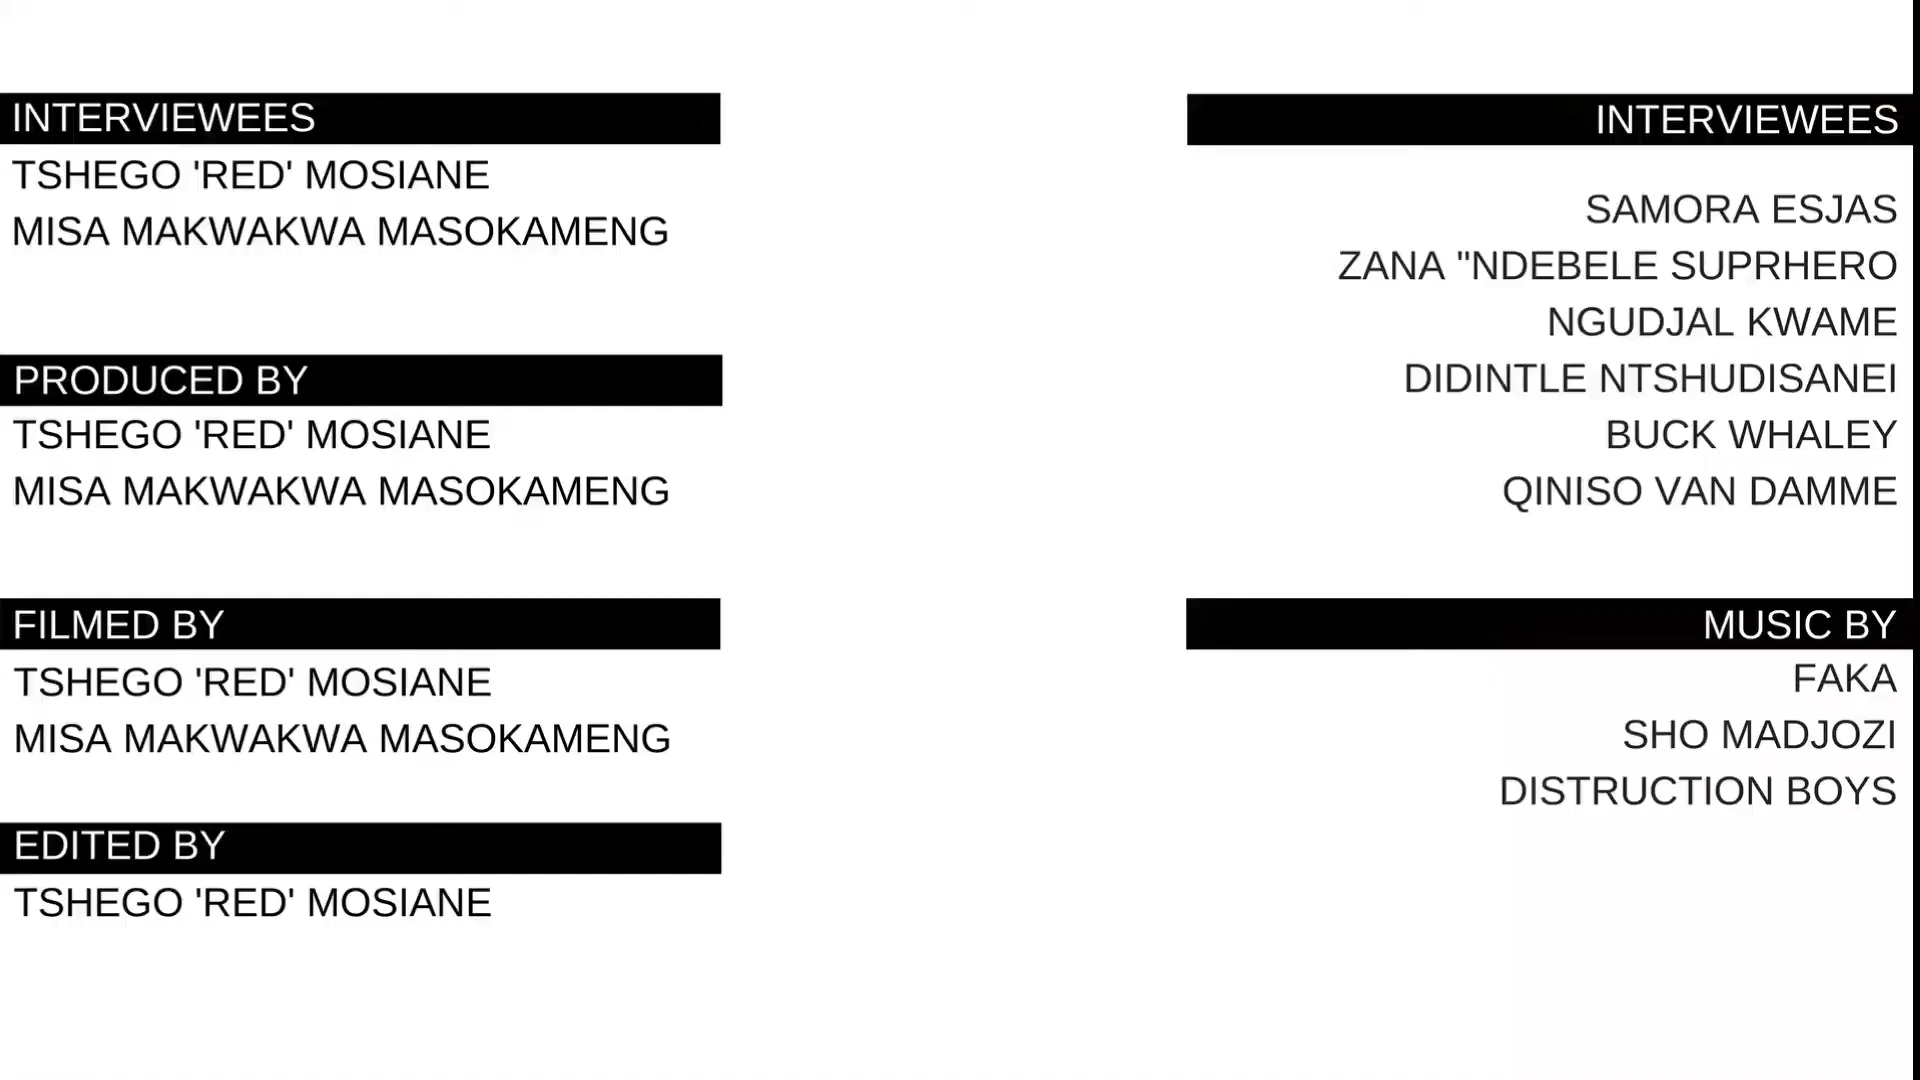 INTERVIEWEES
TSHEGO 'RED' MOSIANE
MISA MAKWAKWA MASOKAMENG
PRODUCED BY
TSHEGO 'RED' MOSIANE
MISA MAKWAKWA MASOKAMENG
FILMED BY
TSHEGO 'RED' MOSIANE
MISA MAKWAKWA MASOKAMENG
EDITED BY
TSHEGO 'RED' MOSIANE
INTERVIEWEES
SAMORA ESJAS
ZANA "NDEBELE SUPRHERO
NGUDJAL KWAME
DIDINTLE NTSHUDISANEI
BUCK WHALEY
QINISO VAN DAMME
MUSIC BY
FAKA
SHO MADJOZI
DISTRUCTION BOYS